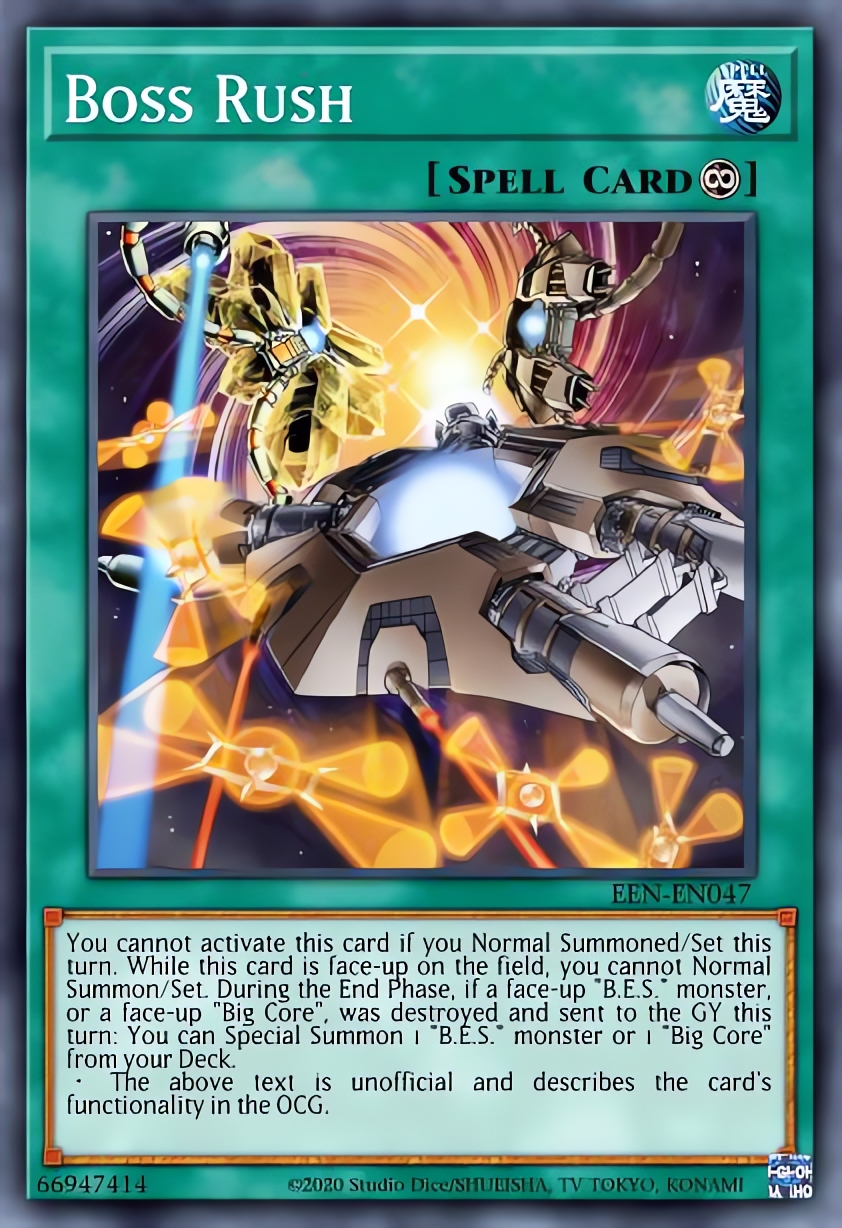 Boss Rush
魔
[Spell Card]
EEN-EN047
You cannot activate this card if you Normal Summoned/Set this
turn. While this card is face-up on the field, you cannot Normal
Summon/Set. During the End Phase, if a face-up "B.E.S." monster,
or a face-up "Big Core", was destroyed and sent to the GY this
turn: You can Special Summon 1 "B.E.S." monster or 1 "Big Core"
from your Deck.
· The above text is unofficial and describes the card's
functionality in the OCG.
66947414 ©2020 Studio Dice/SHUEISHA, TV TOKYO, KONAMI